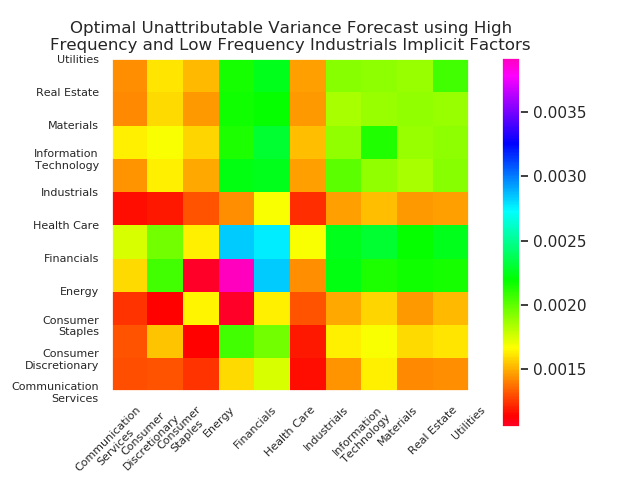 Optimal Unattributable Variance Forecast using High
Frequency and Low Frequency Industrials Implicit Factors
Utilities
Real Estate
Materials
Information
Technology
Industrials
Health Care
Financials
Energy
Consumer
Staples
Consumer
Discretionary
Communication
Services
Communication
Services
Consumer
Discretionary
Consumer
Staples
Energy
Financials
Health Care
Industrials
Information
Technology
Materials
Real Estate
Utilities
0.0035
0.0030
0.0025
0.0020
0.0015